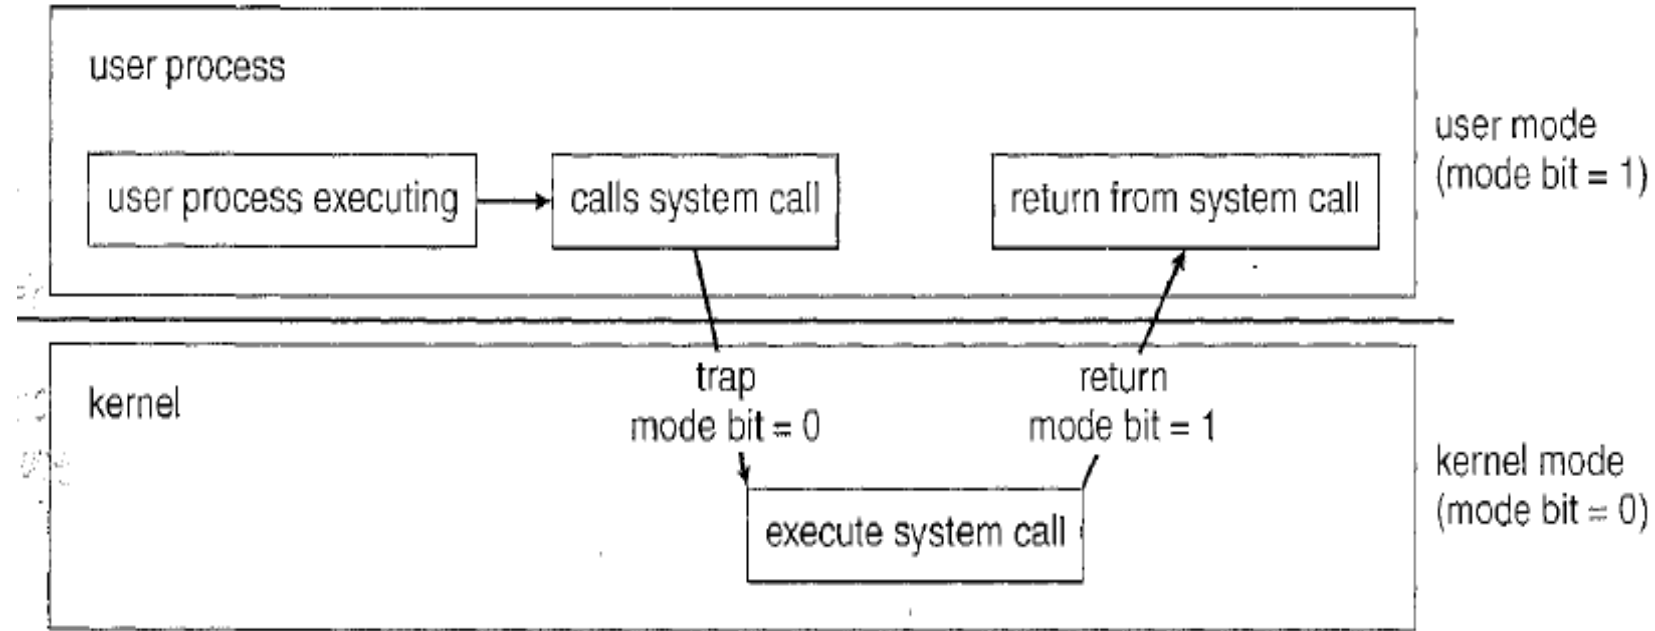 user process
user process executing
calls system call
return from system call
user mode
(mode bit = 1)
kernel
trap
mode bit = 0
return
mode bit = 1
execute system call
kernel mode
(mode bit = 0)